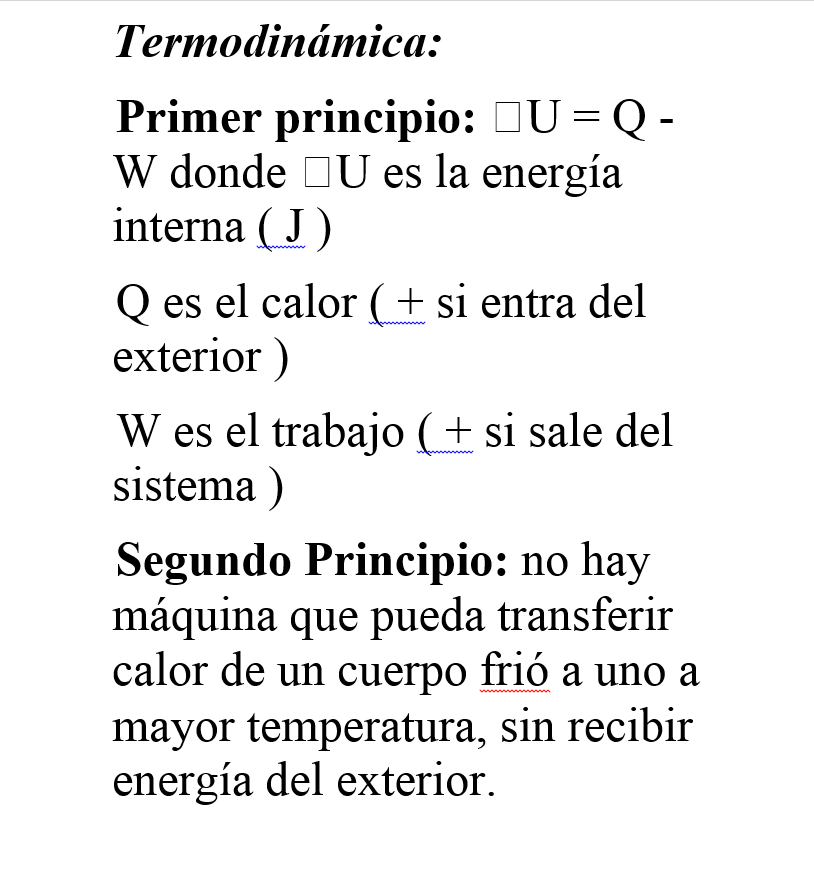 Termodinámica:
Primer principio: □U = Q -
W donde □U es la energía
interna ( J )
Q es el calor ( + si entra del
exterior )
W es el trabajo ( + si sale del
sistema )
Segundo Principio: no hay
máquina que pueda transferir
calor de un cuerpo frió a uno a
mayor temperatura, sin recibir
energía del exterior.